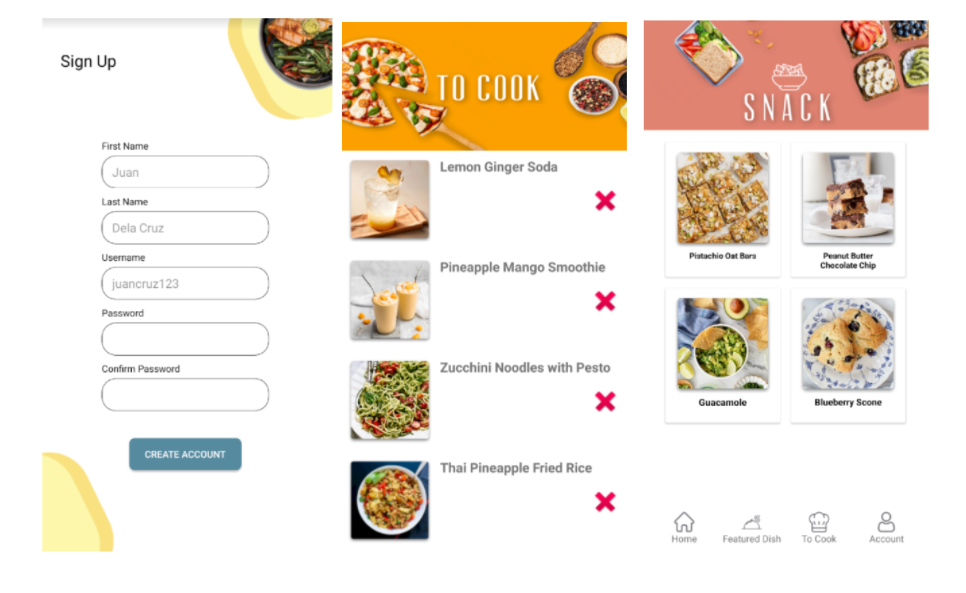 Sign Up
First Name
Juan
Last Name
Dela Cruz
Username
juancruz123
Password
Confirm Password
CREATE ACCOUNT
TO COOK
Lemon Ginger Soda
Pineapple Mango Smoothie
Zucchini Noodles with Pesto
Thai Pineapple Fried Rice
SNACK
Pistachio Oat Bars
Peanut Butter
Chocolate Chip
Guacamole
Blueberry Scone
Home
Featured Dish
To Cook
Account